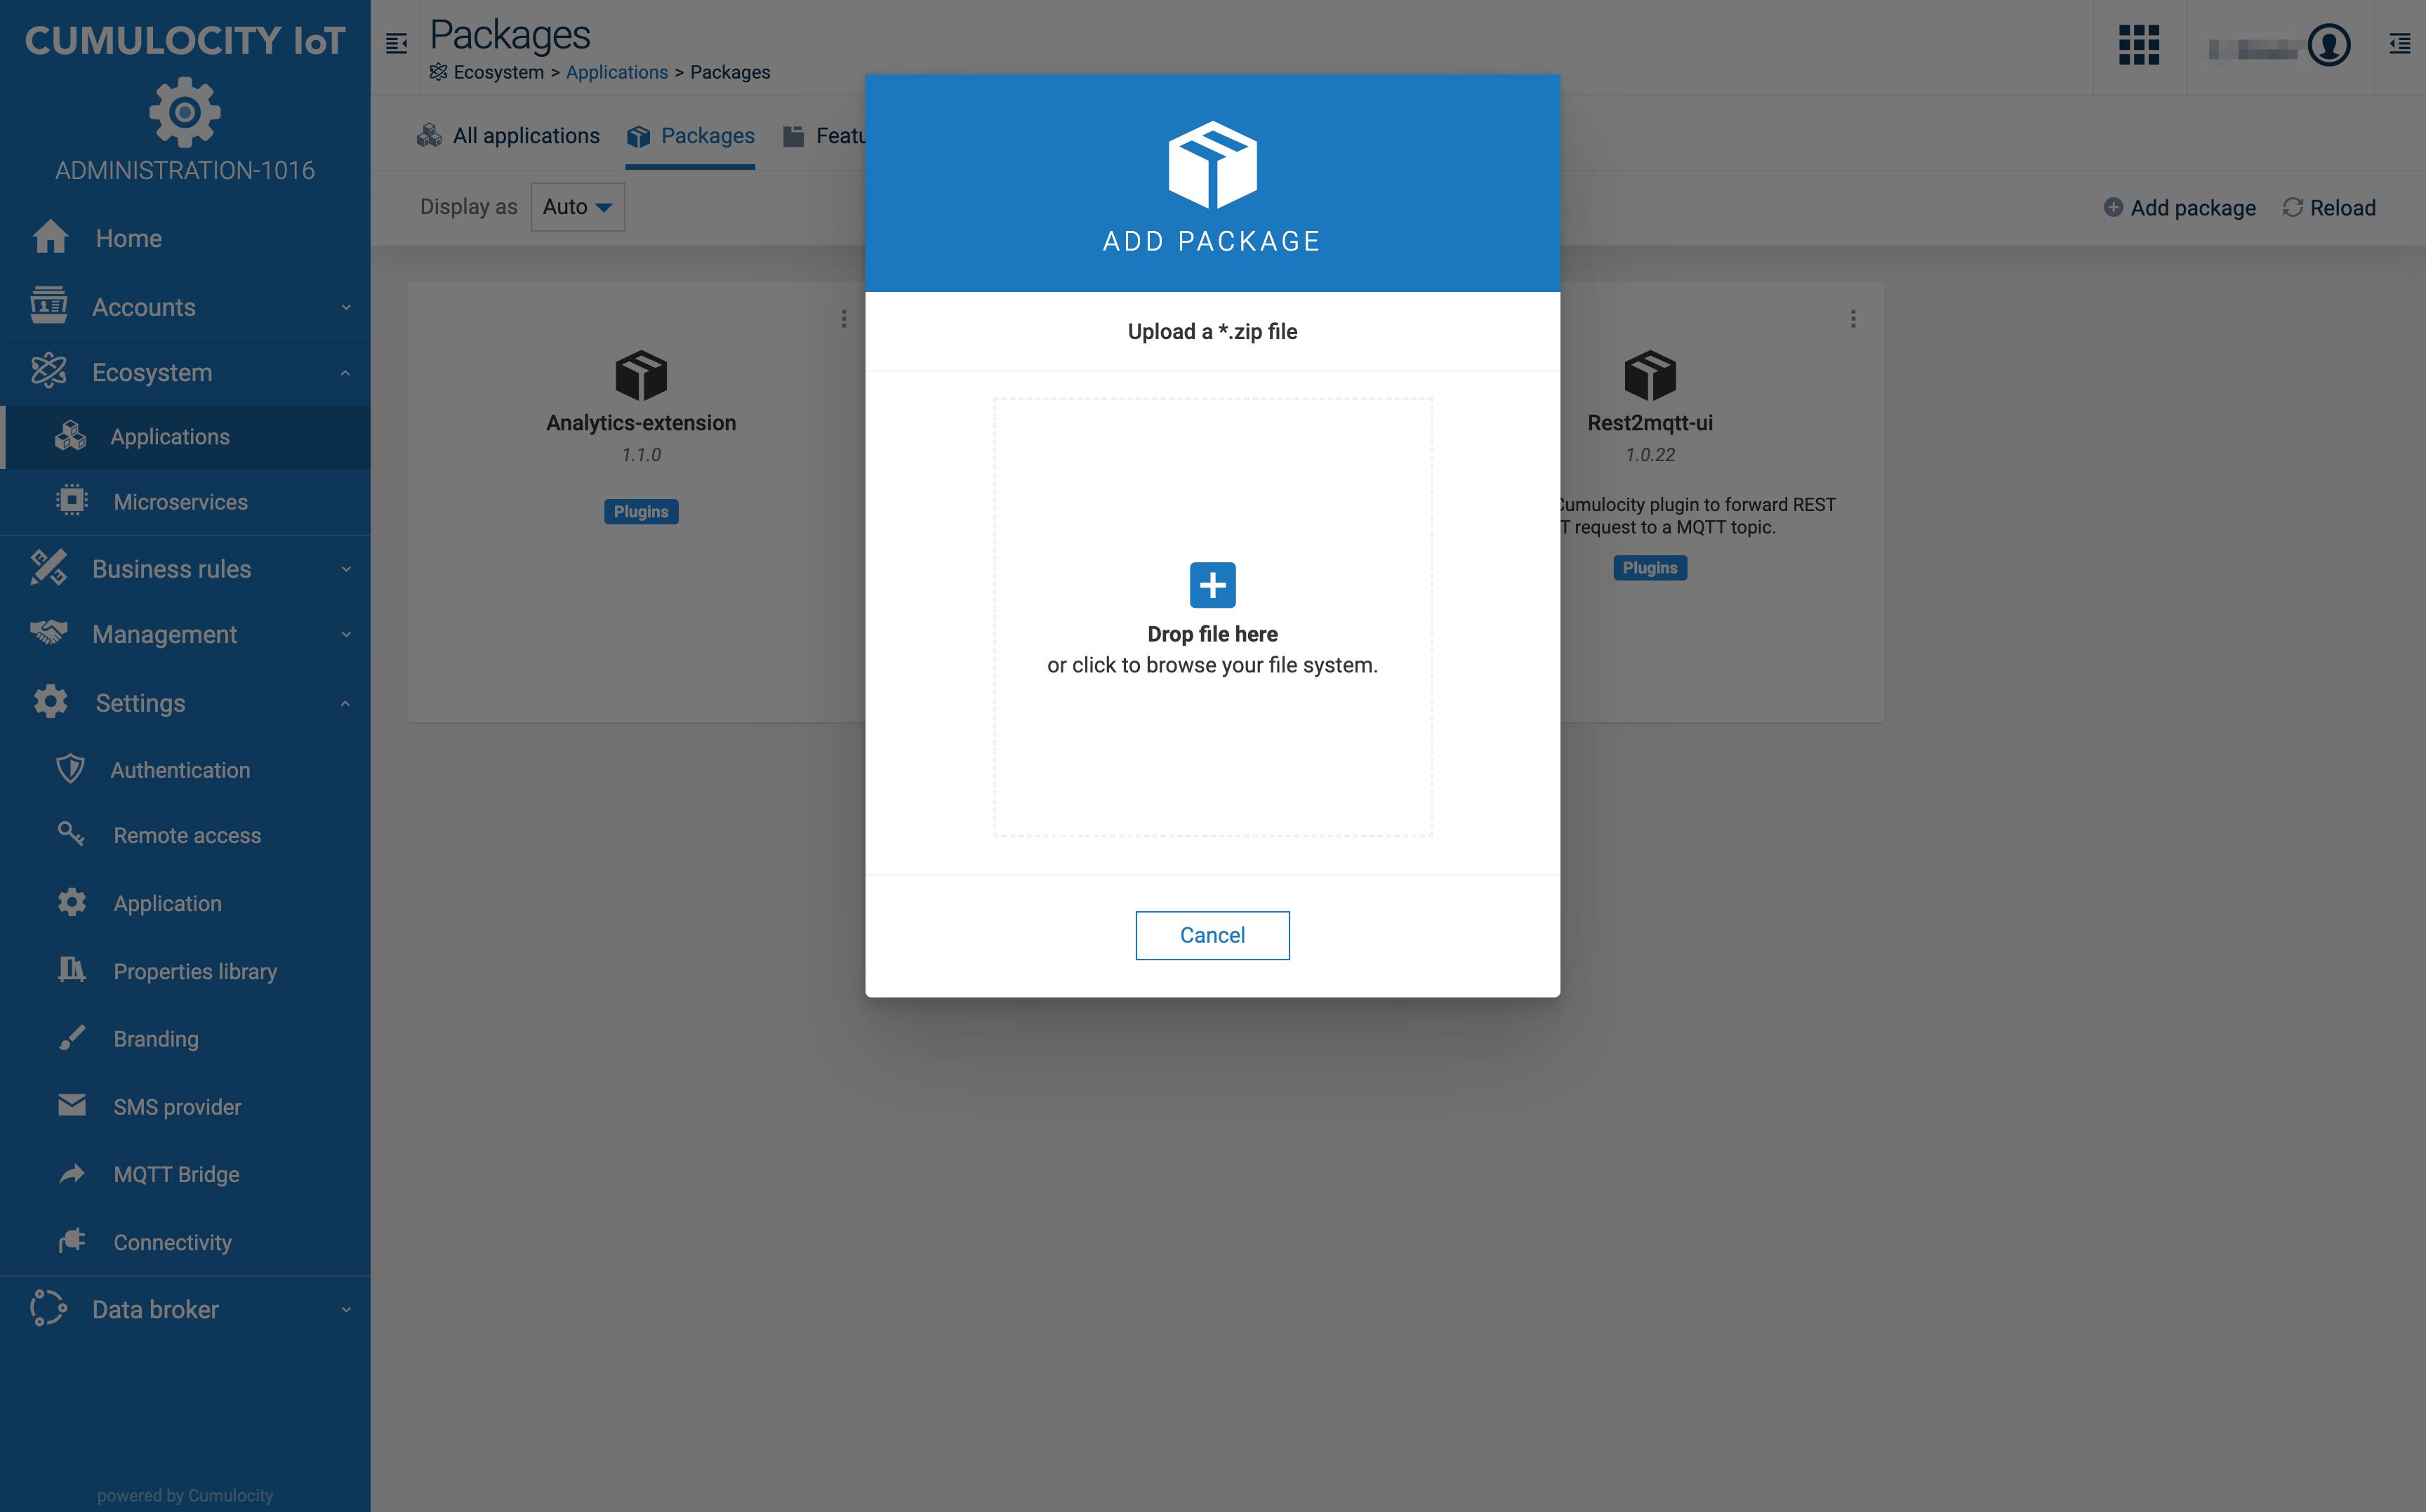 CUMULOCITY IoT
ADMINISTRATION-1016
Home
Accounts
Ecosystem
Applications
Microservices
Business rules
Management
Settings
Authentication
Remote access
Application
Properties library
Branding
SMS provider
MQTT Bridge
Connectivity
Data broker
powered by Cumulocity
Packages
Ecosystem > Applications > Packages
All applications
Packages
Display as
Auto
Add package
Reload
Analytics-extension
1.1.0
Plugins
ADD PACKAGE
Upload a *.zip file
Drop file here
or click to browse your file system.
Cancel
Rest2mqtt-ui
1.0.22
Cumulocity plugin to forward REST
request to a MQTT topic.
Plugins